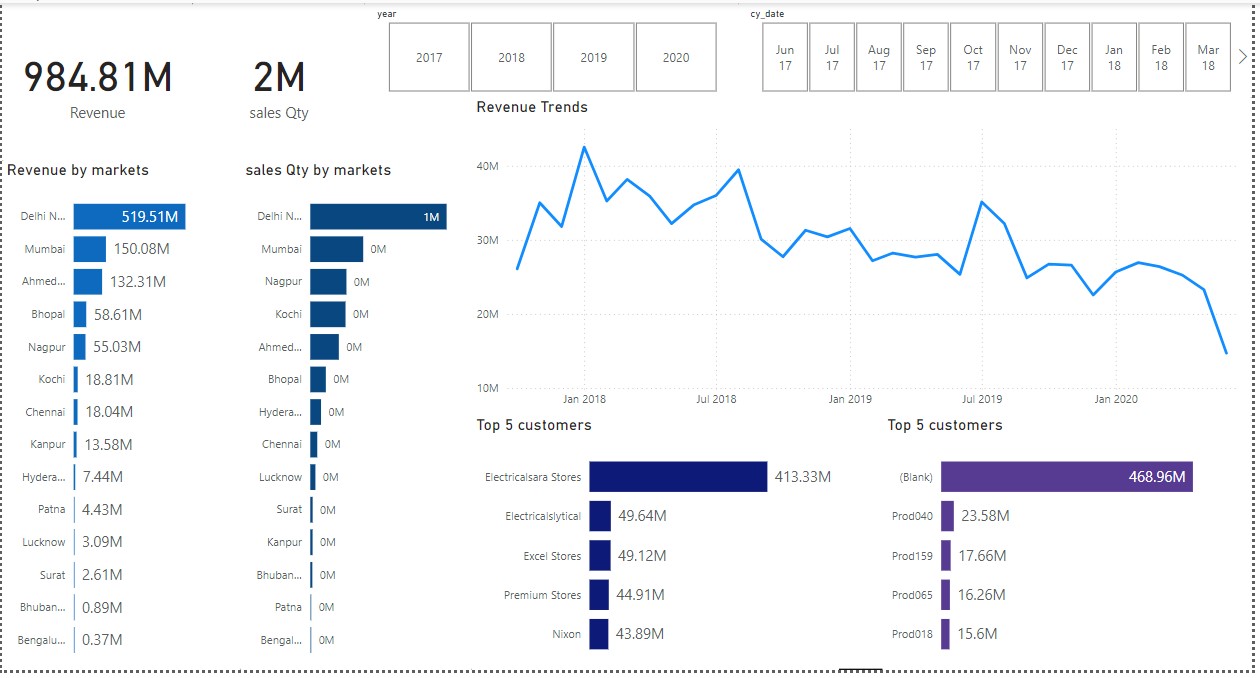 year
2017
2018
2019
2020
cy_date
Jun 17
Jul 17
Aug 17
Sep 17
Oct 17
Nov 17
Dec 17
Jan 18
Feb 18
Mar 18
984.81M
Revenue
2M
sales Qty
Revenue by markets
Delhi N... 519.51M
Mumbai 150.08M
Ahmed... 132.31M
Bhopal 58.61M
Nagpur 55.03M
Kochi 18.81M
Chennai 18.04M
Kanpur 13.58M
Hydera... 7.44M
Patna 4.43M
Lucknow 3.09M
Surat 2.61M
Bhuban... 0.89M
Bengalu... 0.37M
sales Qty by markets
Delhi N... 1M
Mumbai 0M
Nagpur 0M
Kochi 0M
Ahmed... 0M
Bhopal 0M
Hydera... 0M
Chennai 0M
Lucknow 0M
Surat 0M
Kanpur 0M
Bhuban... 0M
Patna 0M
Bengal... 0M
Revenue Trends
40M
30M
20M
10M
Jan 2018 Jul 2018 Jan 2019 Jul 2019 Jan 2020
Top 5 customers
Electricalsara Stores 413.33M
Electricalslytical 49.64M
Excel Stores 49.12M
Premium Stores 44.91M
Nixon 43.89M
Top 5 customers
(Blank) 468.96M
Prod040 23.58M
Prod159 17.66M
Prod065 16.26M
Prod018 15.6M